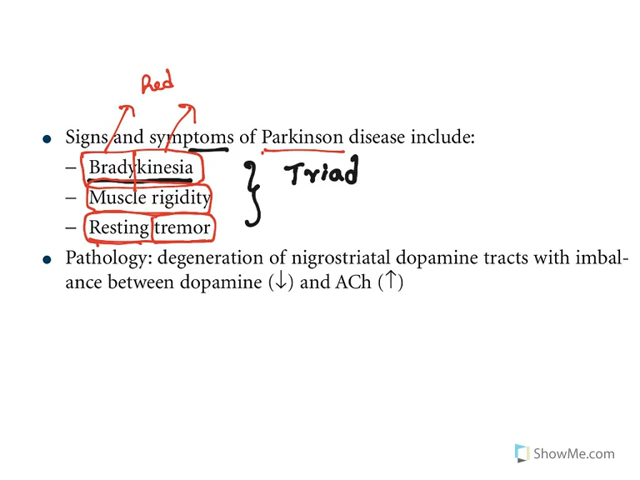 Red
• Signs and symptoms of Parkinson disease include:
– Bradykinesia
– Muscle rigidity
– Resting tremor
Triad
• Pathology: degeneration of nigrostriatal dopamine tracts with imbal-
ance between dopamine (↓) and ACh (↑)
ShowMe.com